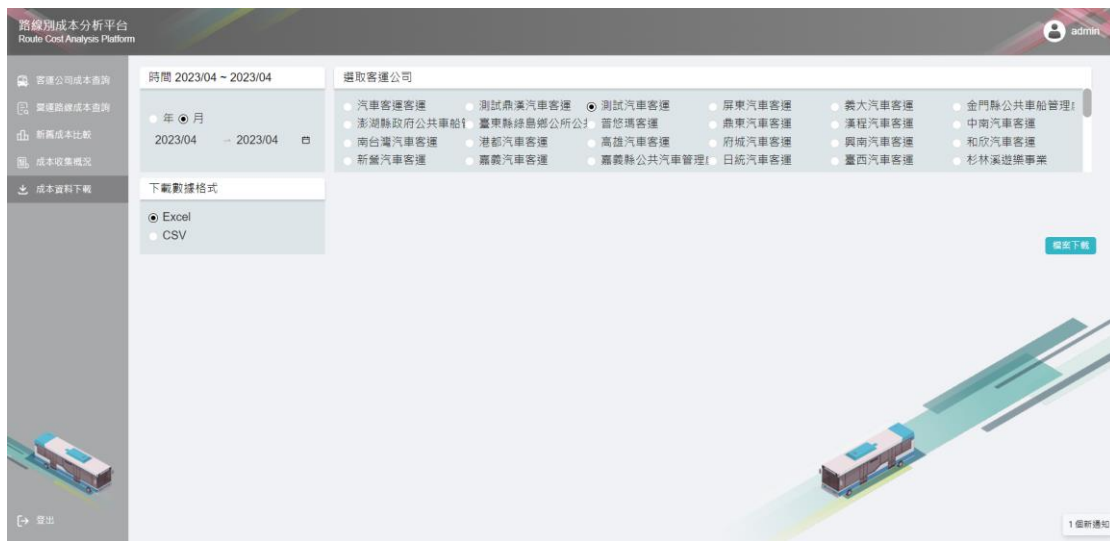 路線別成本分析平台
Route Cost Analysis Platform
admin
客運公司成本查詢
營運路線成本查詢
新舊成本比較
成本收集概況
成本資料下載
登出
時間 2023/04 ~ 2023/04
年 月
2023/04 → 2023/04
下載數據格式
Excel
CSV
選取客運公司
汽車客運客運 測試鼎漢汽車客運 測試汽車客運 屏東汽車客運 義大汽車客運 金門縣公共車船管理
澎湖縣政府公共車船 臺東縣綠島鄉公所公 普悠瑪客運 鼎東汽車客運 漢程汽車客運 中南汽車客運
南台灣汽車客運 港都汽車客運 高雄汽車客運 府城汽車客運 興南汽車客運 和欣汽車客運
新營汽車客運 嘉義汽車客運 嘉義縣公共汽車管理 日統汽車客運 臺西汽車客運 杉林溪遊樂事業
檔案下載
1 個新通知